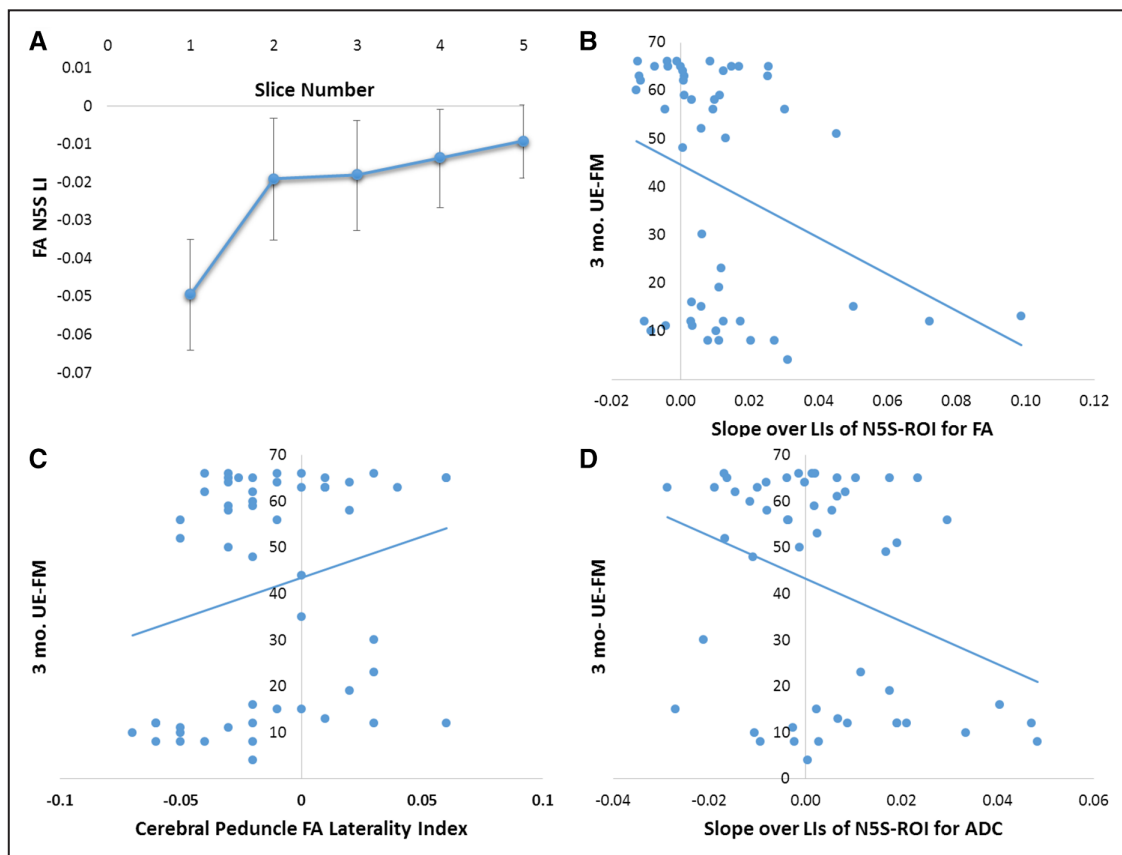 A
0 1 2 3 4 5
Slice Number
0.01
0
-0.01
-0.02
-0.03
-0.04
-0.05
-0.06
-0.07
FA N5S LI
B
70
60
50
40
30
20
10
3 mo. UE-FM
-0.02 0.00 0.02 0.04 0.06 0.08 0.10 0.12
Slope over LIs of N5S-ROI for FA
C
70
60
50
40
30
20
10
3 mo. UE-FM
-0.1 -0.05 0 0.05 0.1
Cerebral Peduncle FA Laterality Index
D
70
60
50
40
30
20
10
0
3 mo- UE-FM
-0.04 -0.02 0.00 0.02 0.04 0.06
Slope over LIs of N5S-ROI for ADC